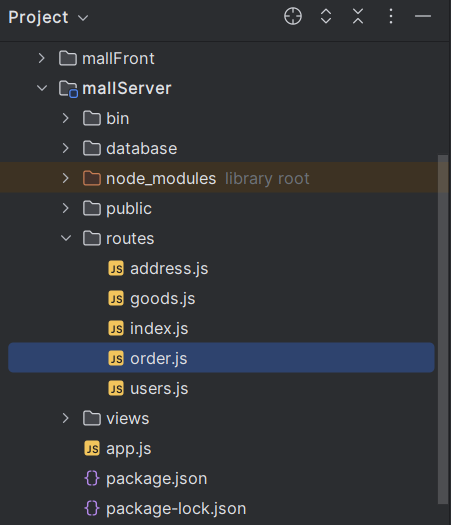 Project
mallFront
mallServer
bin
database
node_modules library root
public
routes
JS address.js
JS goods.js
JS index.js
JS order.js
JS users.js
views
JS app.js
{} package.json
{} package-lock.json